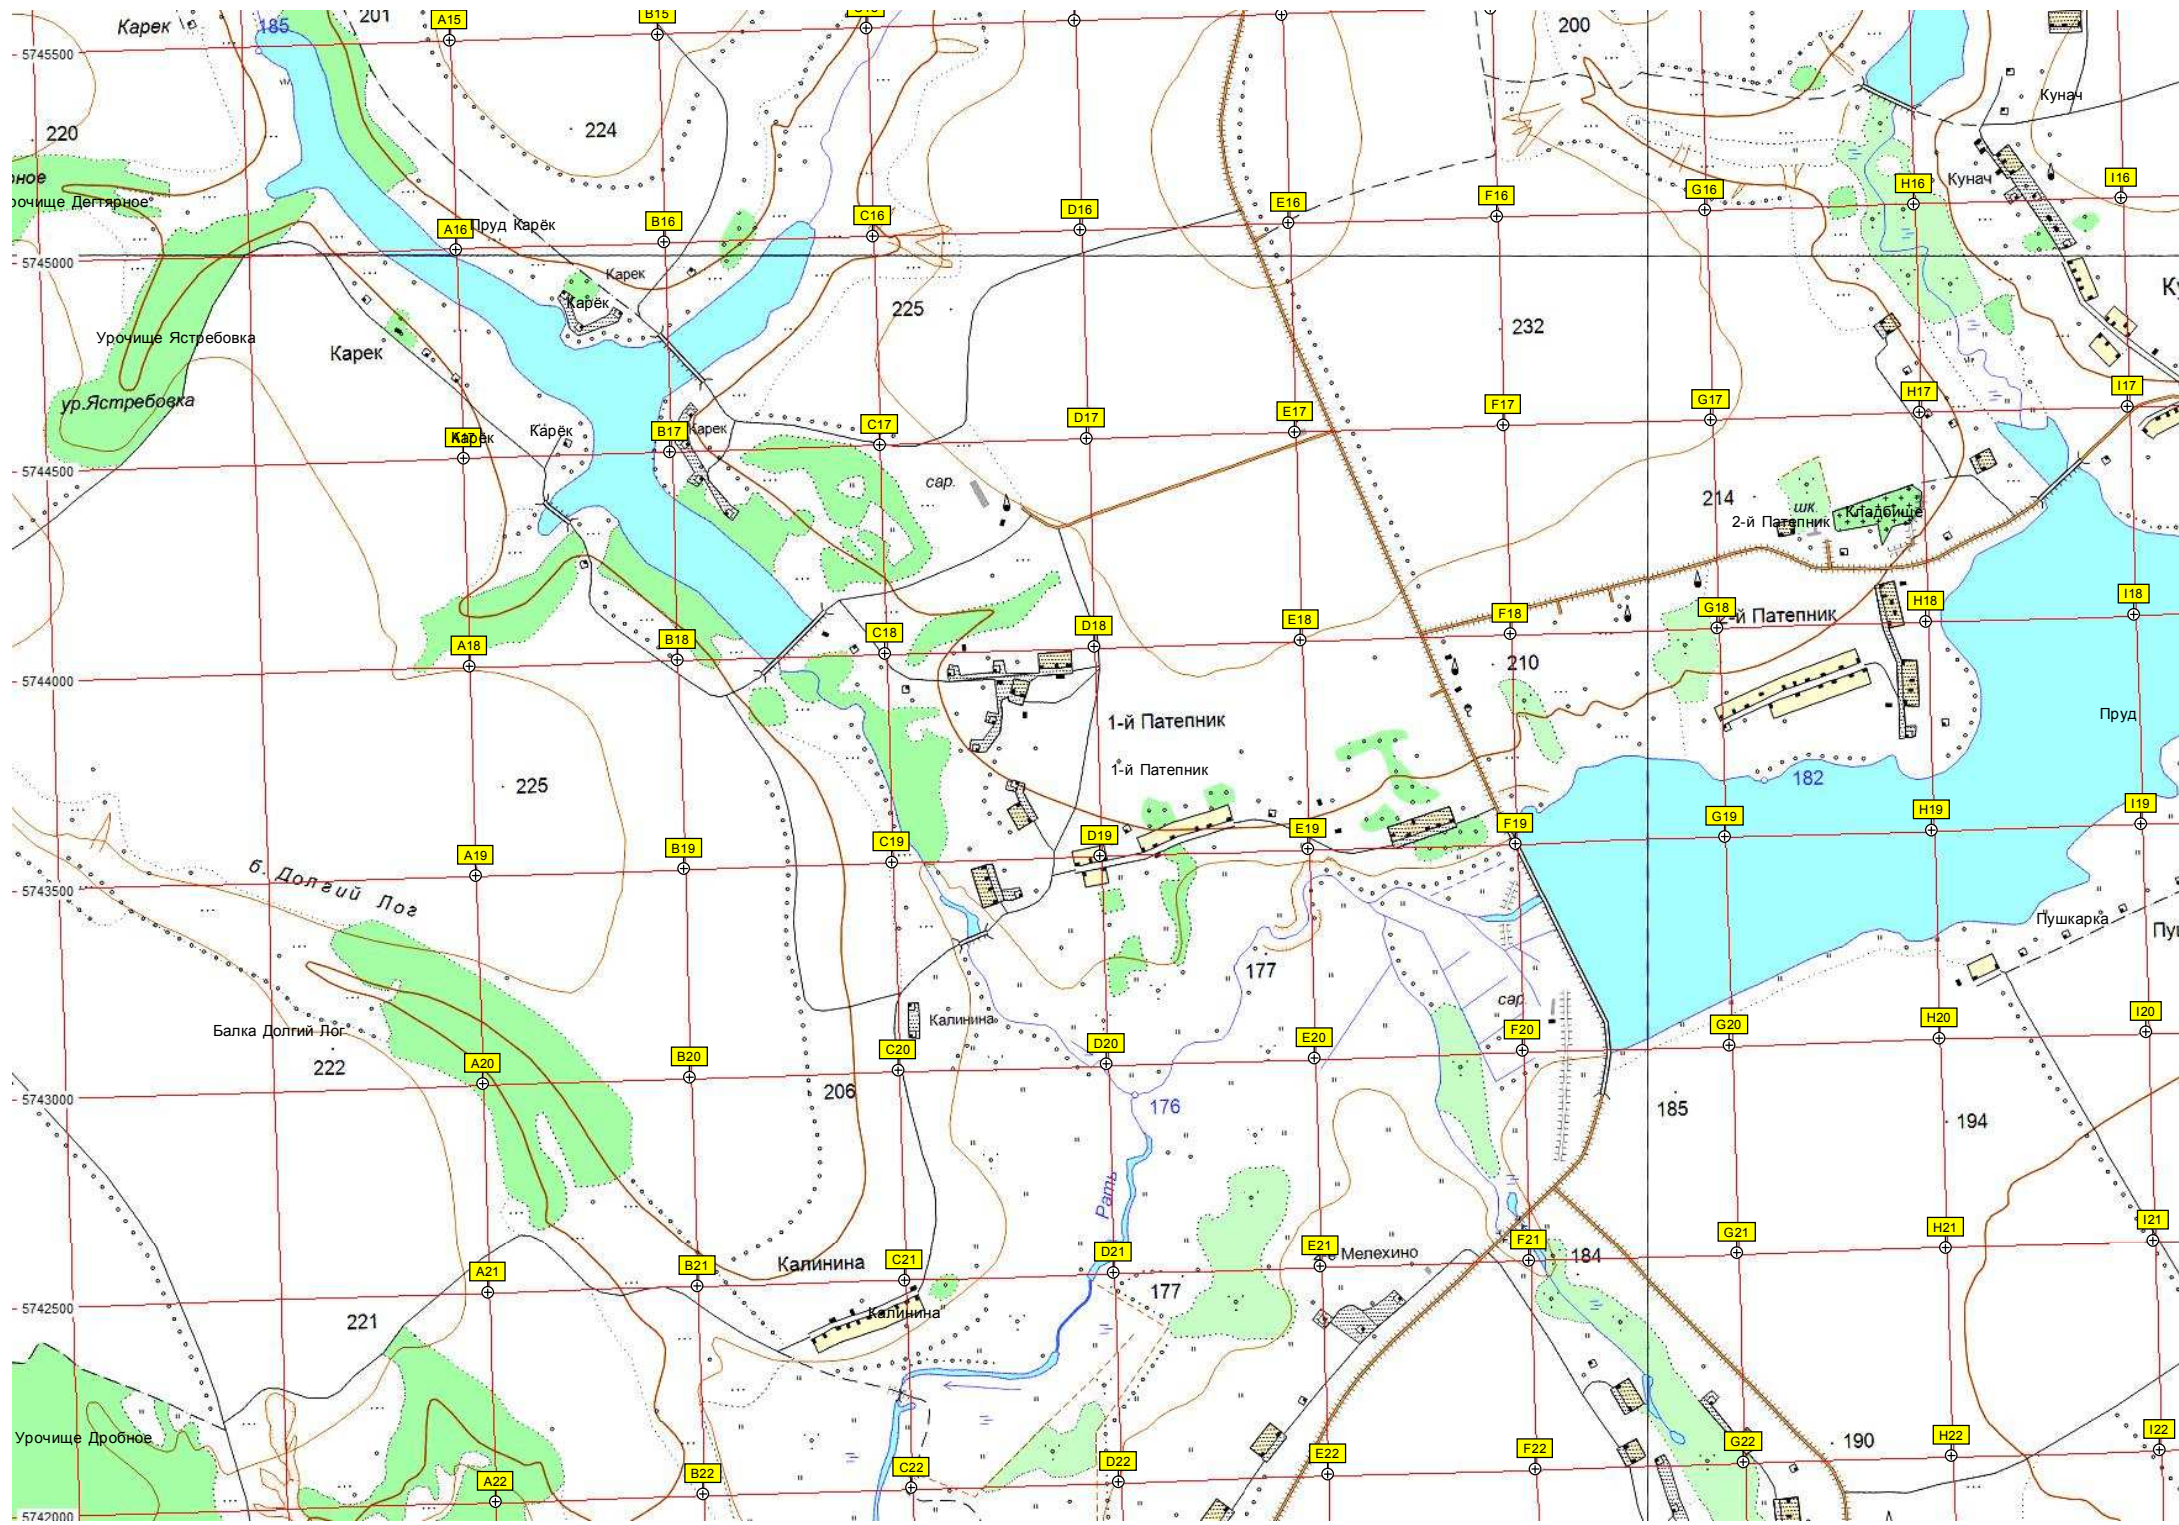 Карек
185
201
A15
B15
200
5745500
Кунач
220
224
Кунач
ное
рочище Дегтярное
A16
Пруд Карёк
B16
C16
D16
E16
F16
G16
H16
I16
5745000
Карек
Карёк
225
232
Урочище Ястребовка
Карек
ур.Ястребовка
Карёк
Карёк
B17
Карек
C17
D17
E17
F17
G17
H17
I17
5744500
сар.
214
шк.
2-й Патепник
Кладбище
A18
B18
C18
D18
E18
F18
G18
2-й Патепник
H18
I18
5744000
210
1-й Патепник
Пруд
1-й Патепник
225
182
A19
B19
C19
D19
E19
F19
G19
H19
I19
5743500
б. Долгий Лог
Пушкарка
177
сар.
Балка Долгий Лог
Калинина
222
A20
B20
C20
D20
E20
F20
G20
H20
I20
5743000
206
176
185
194
Рать
A21
B21
Калинина
C21
D21
E21
Мелехино
F21
184
G21
H21
I21
177
5742500
221
Калинина
Урочище Дробное
A22
B22
C22
D22
E22
F22
G22
190
H22
I22
5742000